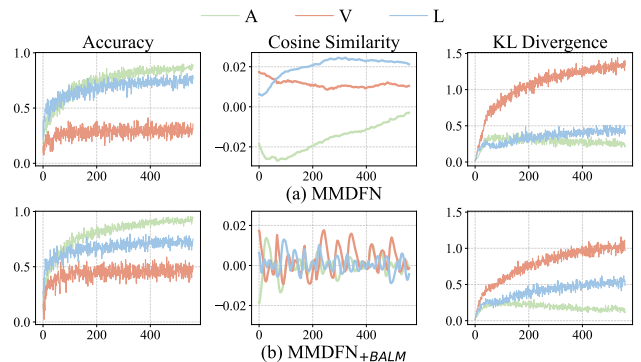 A V L
Accuracy Cosine Similarity KL Divergence
1.0 0.5 0.0
0.02 0.00 −0.02
1.5 1.0 0.5 0.0
0 200 400 0 200 400 0 200 400
(a) MMDFN
1.0 0.5 0.0
0.02 0.00 −0.02
1.5 1.0 0.5 0.0
0 200 400 0 200 400 0 200 400
(b) MMDFN+BALM